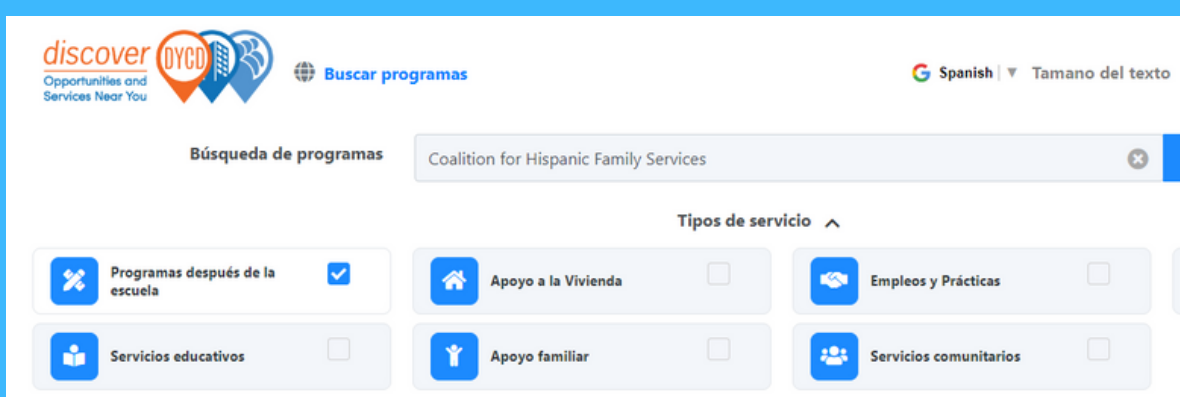 discover DYCD
Opportunities and
Services Near You
Buscar programas
G Spanish ▼ Tamano del texto
Búsqueda de programas
Coalition for Hispanic Family Services
Tipos de servicio
Programas después de la
escuela
Apoyo a la Vivienda
Empleos y Prácticas
Servicios educativos
Apoyo familiar
Servicios comunitarios